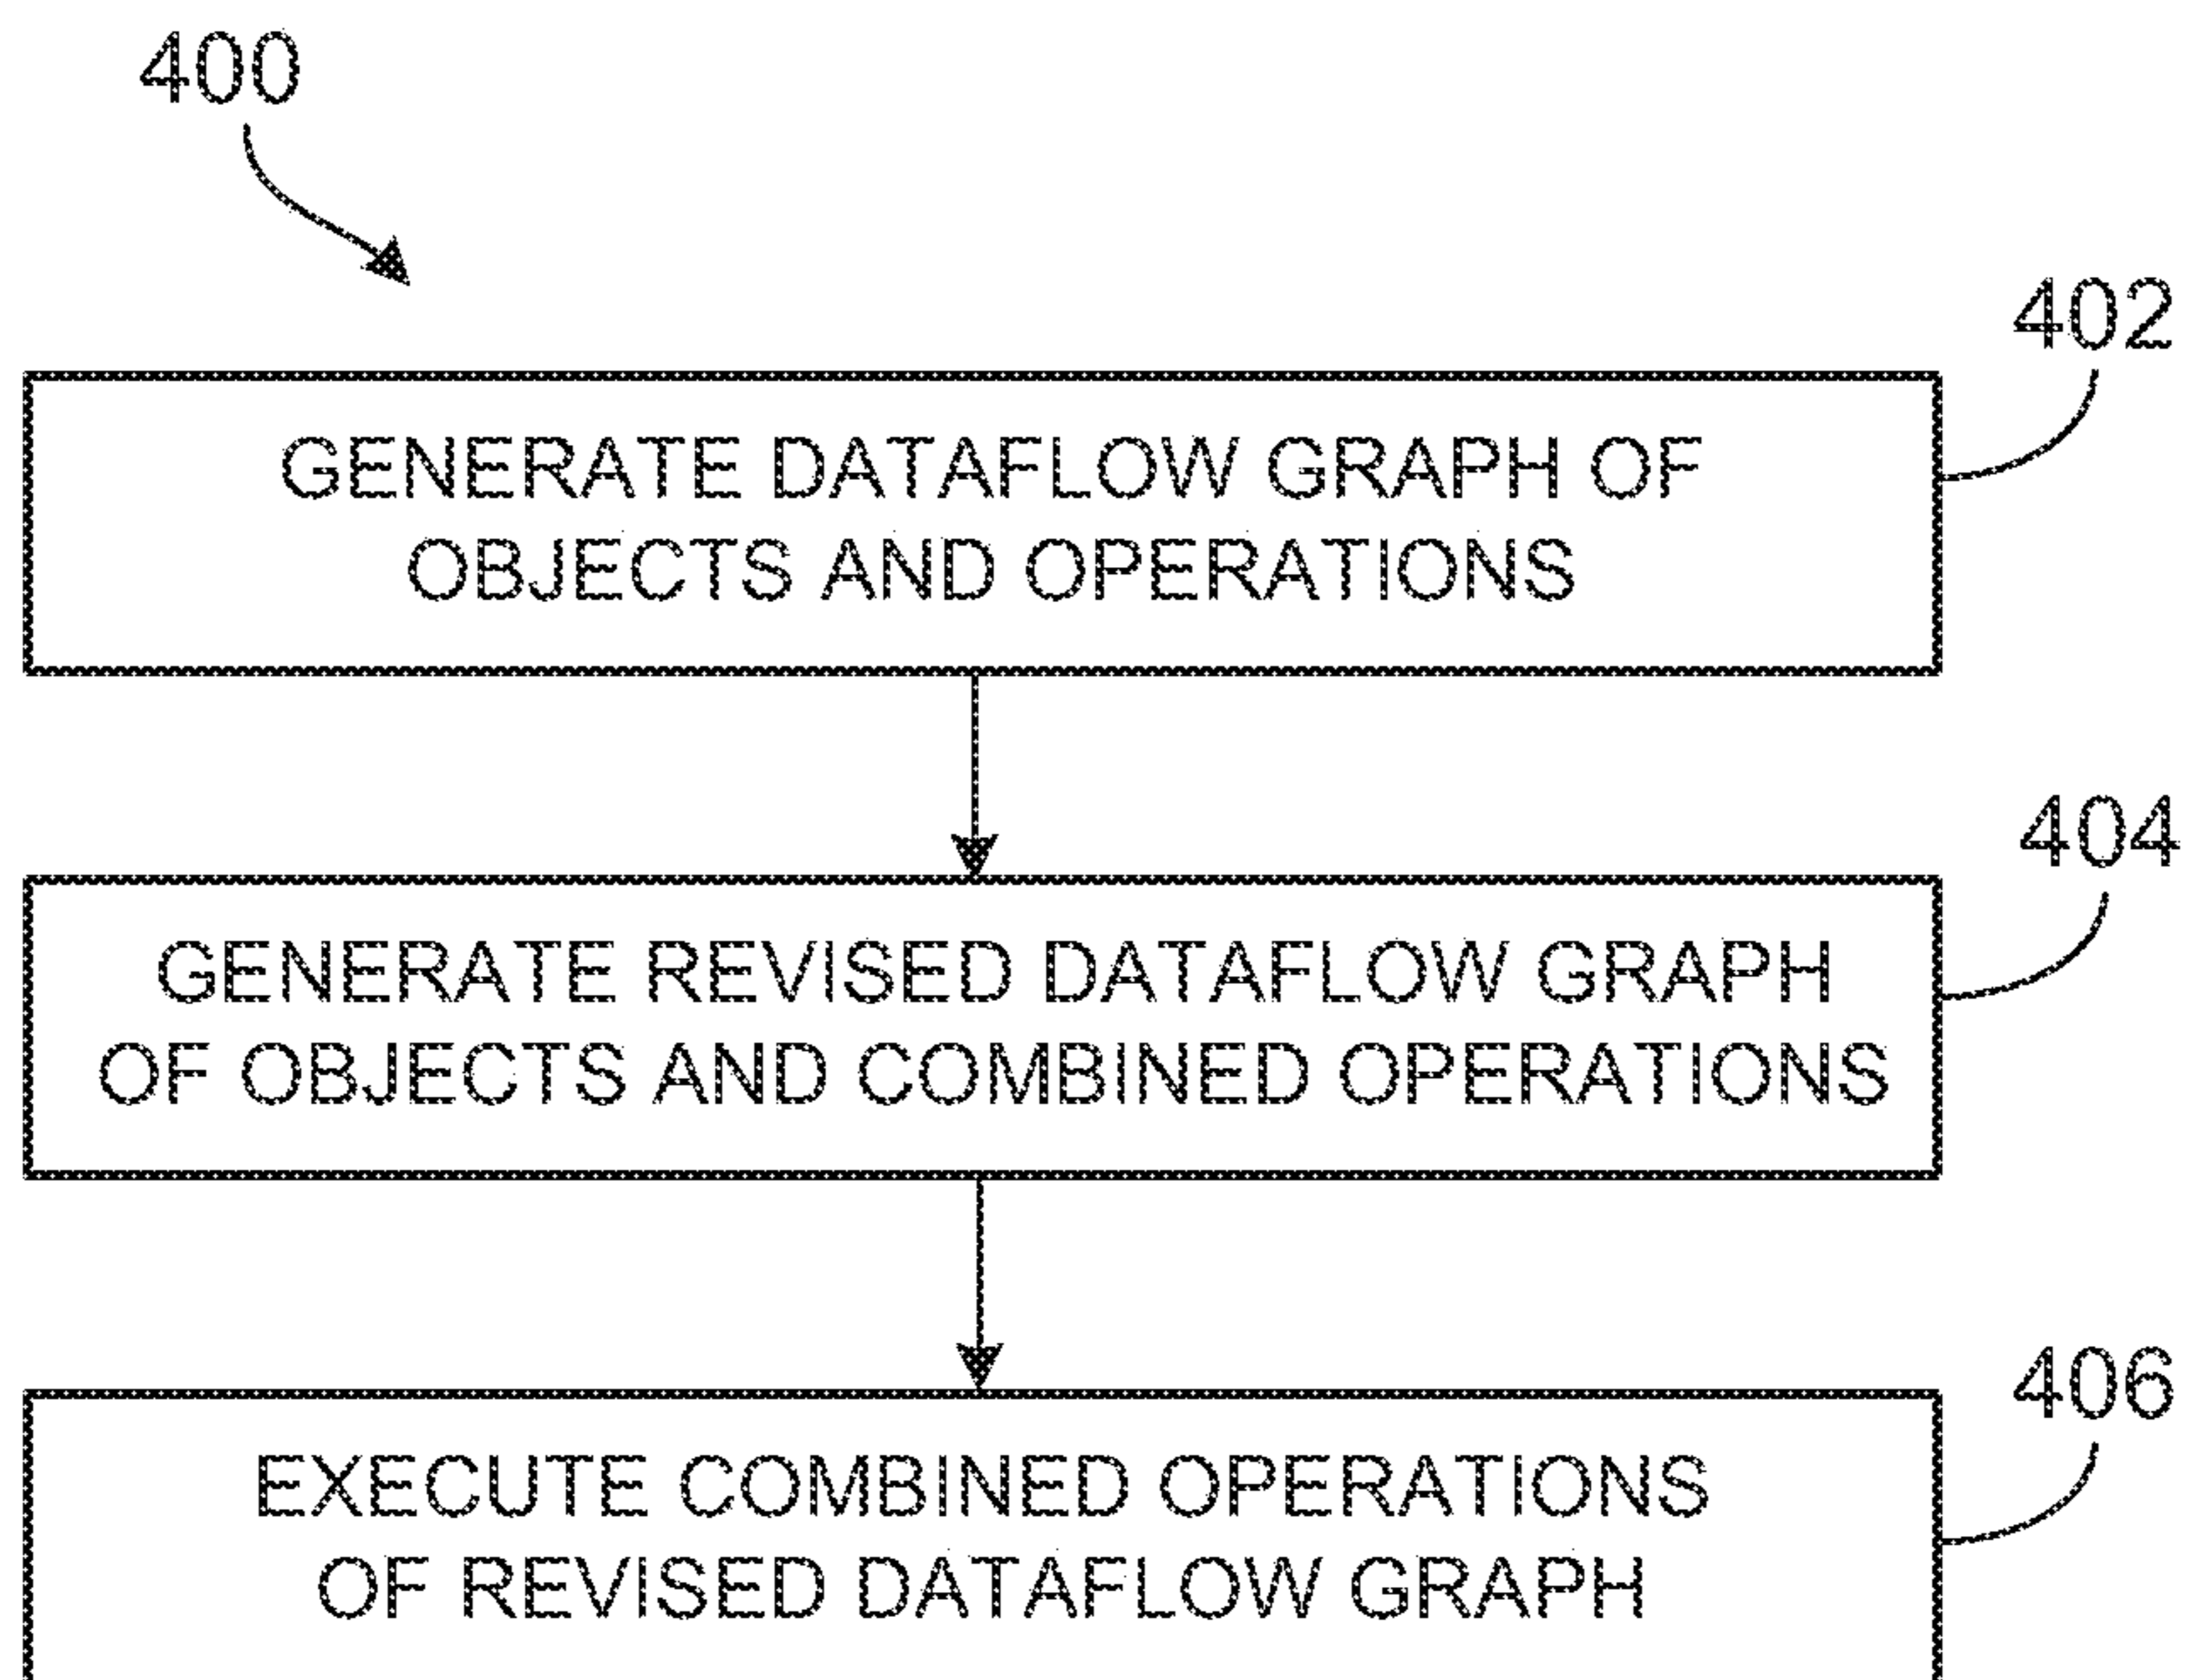 400
402
GENERATE DATAFLOW GRAPH OF
OBJECTS AND OPERATIONS
404
GENERATE REVISED DATAFLOW GRAPH
OF OBJECTS AND COMBINED OPERATIONS
406
EXECUTE COMBINED OPERATIONS
OF REVISED DATAFLOW GRAPH